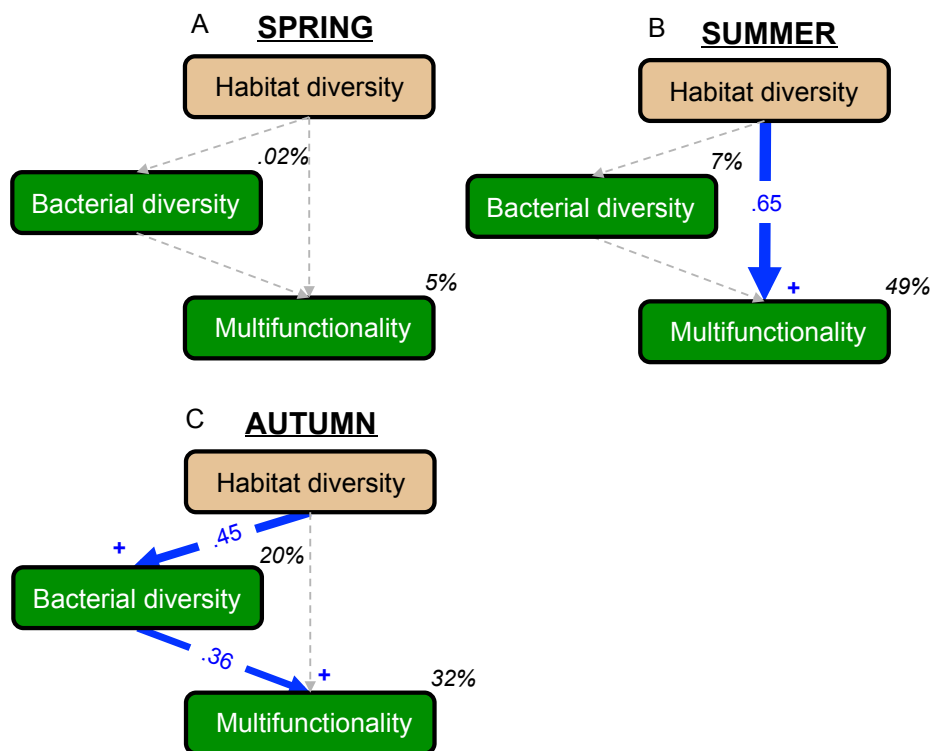 A
SPRING
Habitat diversity
.02%
Bacterial diversity
5%
Multifunctionality
B
SUMMER
Habitat diversity
7%
Bacterial diversity
.65
+
49%
Multifunctionality
C
AUTUMN
Habitat diversity
+
.45
20%
Bacterial diversity
.36
+
32%
Multifunctionality